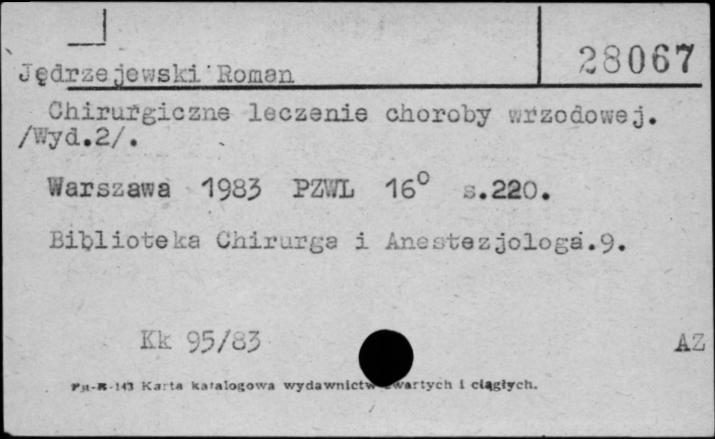 28067
Jędrzejewski Roman
Chirurgiczne leczenie choroby wrzodowej.
/Wyd.2/.
Warszawa 1983 PZWL 16° s.220.
Biblioteka Chirurga i Anestezjologa.9.
Kk 95/83
AZ
Karta katalogowa wydawnictw zwartych i ciągłych.